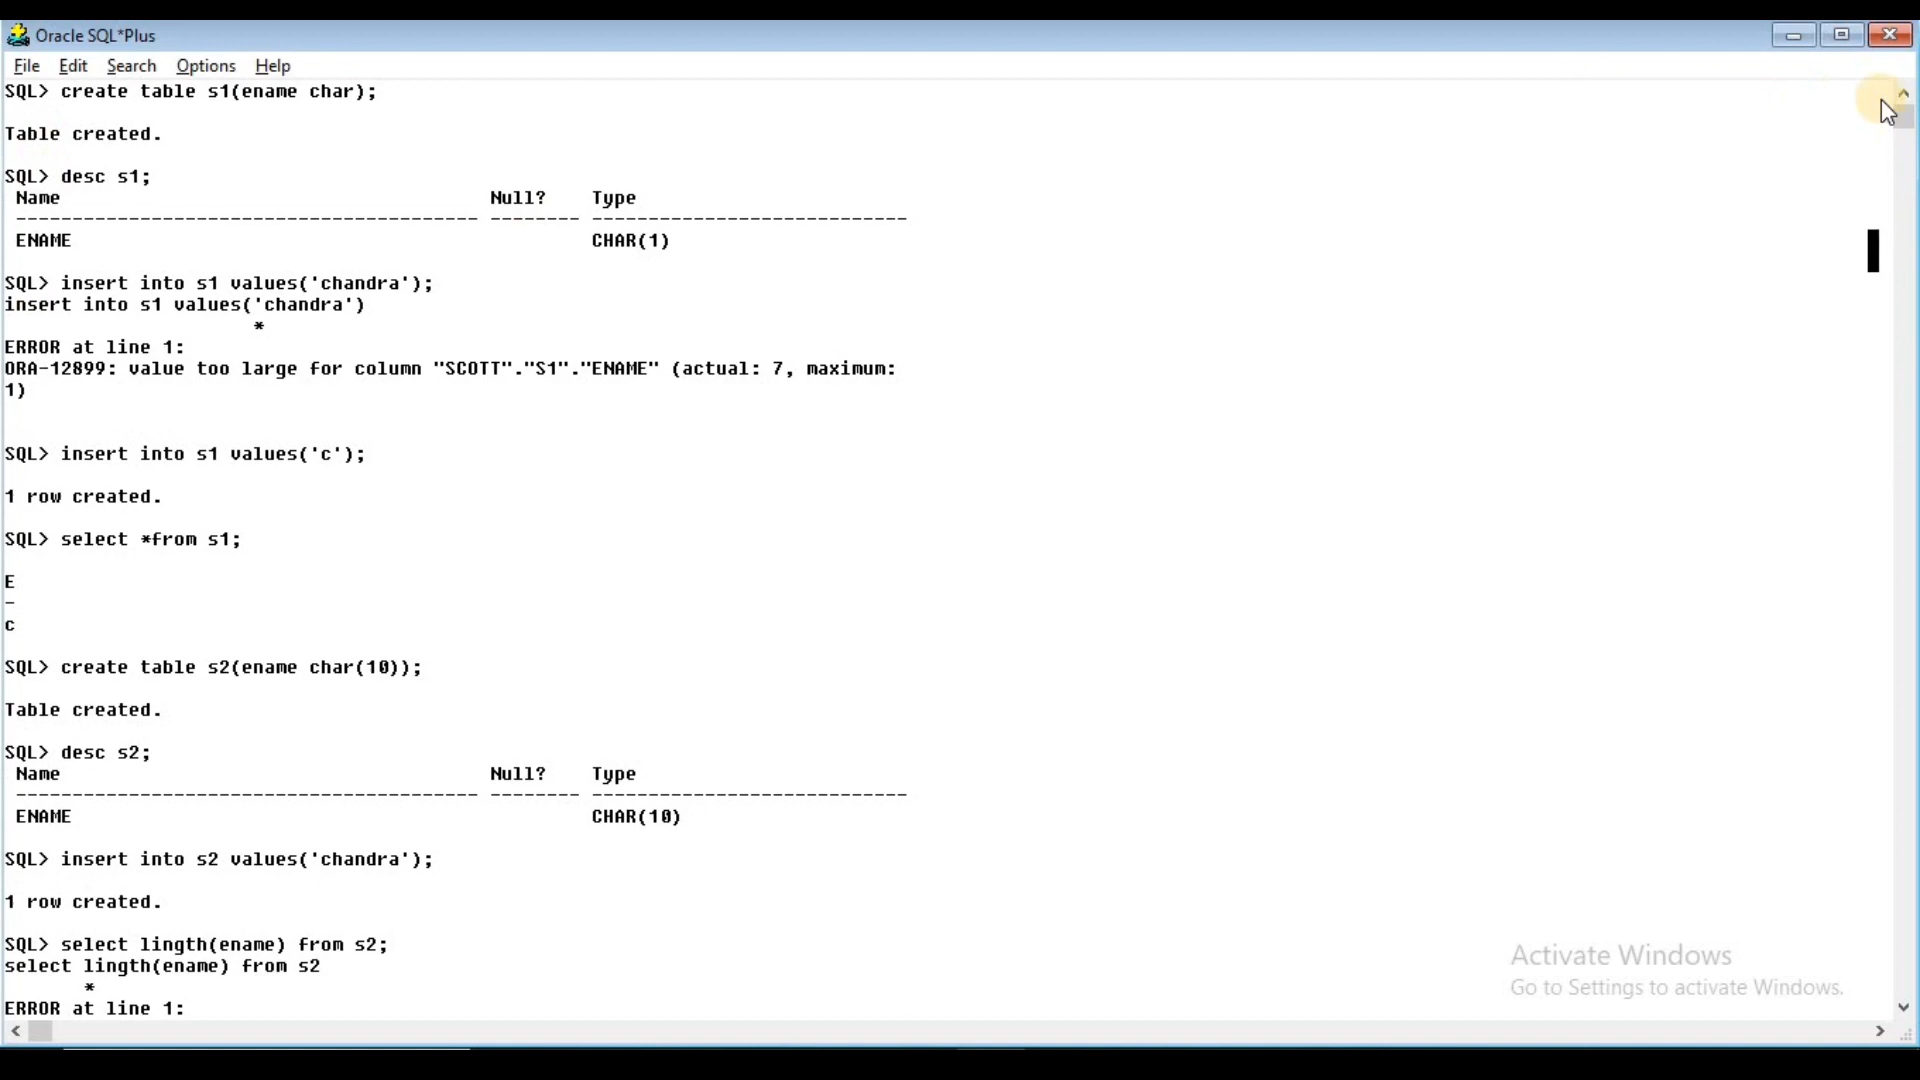 Oracle SQL*Plus
File Edit Search Options Help
SQL> create table s1(ename char);
Table created.
SQL> desc s1;
Name Null? Type
----------------------------------------- -------- ----------------------------
ENAME CHAR(1)
SQL> insert into s1 values('chandra');
insert into s1 values('chandra')
*
ERROR at line 1:
ORA-12899: value too large for column "SCOTT"."S1"."ENAME" (actual: 7, maximum:
1)
SQL> insert into s1 values('c');
1 row created.
SQL> select *from s1;
E
-
c
SQL> create table s2(ename char(10));
Table created.
SQL> desc s2;
Name Null? Type
----------------------------------------- -------- ----------------------------
ENAME CHAR(10)
SQL> insert into s2 values('chandra');
1 row created.
SQL> select lingth(ename) from s2;
select lingth(ename) from s2
*
ERROR at line 1:
Activate Windows
Go to Settings to activate Windows.